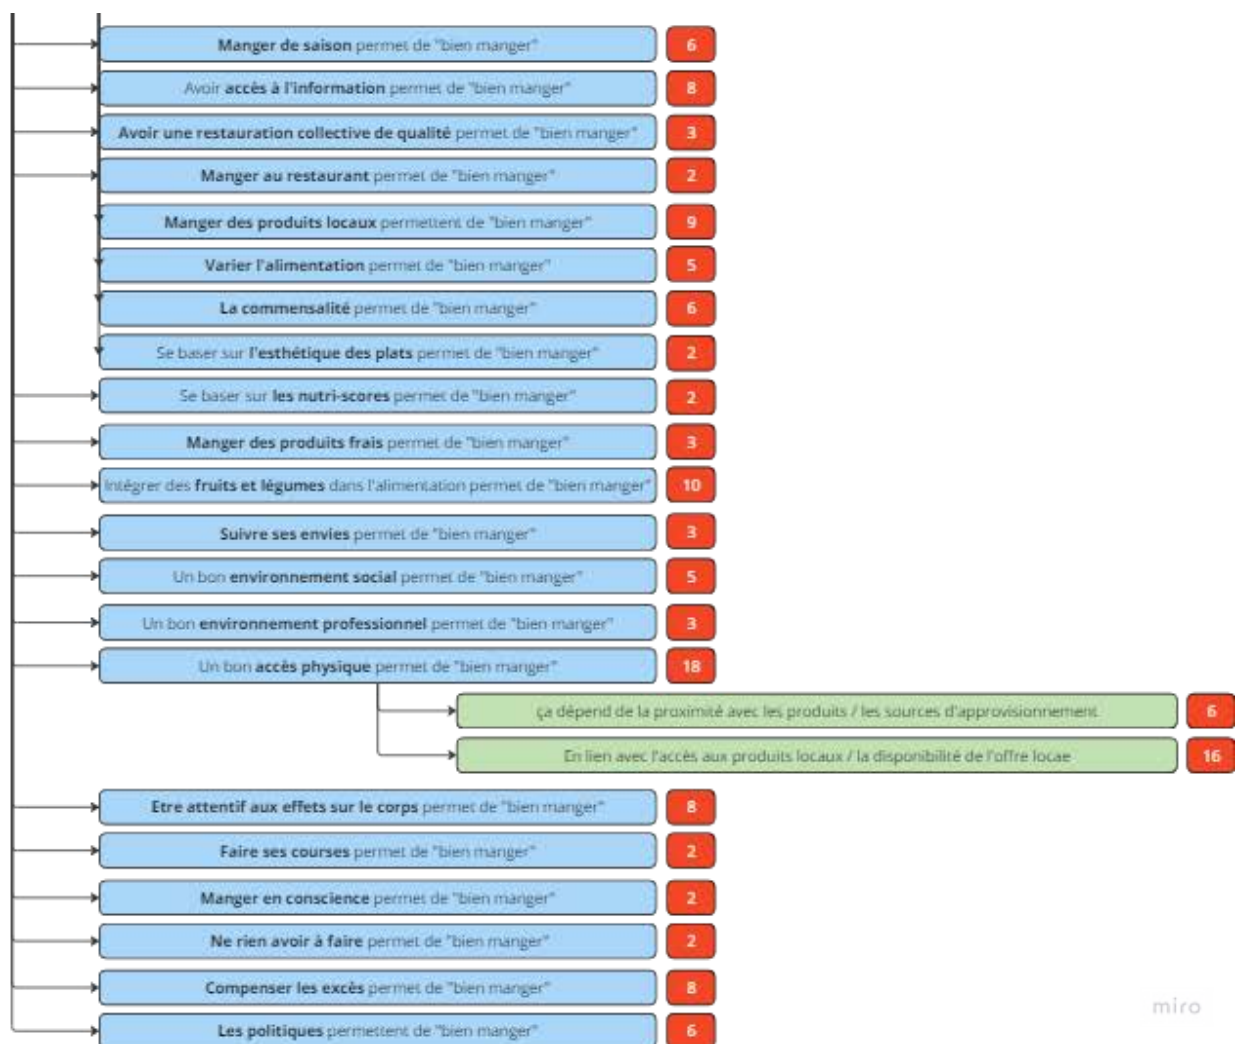 Manger de saison permet de "bien manger" 6
Avoir accès à l'information permet de "bien manger" 8
Avoir une restauration collective de qualité permet de "bien manger" 3
Manger au restaurant permet de "bien manger" 2
Manger des produits locaux permettent de "bien manger" 9
Varier l'alimentation permet de "bien manger" 5
La commensalité permet de "bien manger" 6
Se baser sur l'esthétique des plats permet de "bien manger" 2
Se baser sur les nutri-scores permet de "bien manger" 2
Manger des produits frais permet de "bien manger" 3
Intégrer des fruits et légumes dans l'alimentation permet de "bien manger" 10
Suivre ses envies permet de "bien manger" 3
Un bon environnement social permet de "bien manger" 5
Un bon environnement professionnel permet de "bien manger" 3
Un bon accès physique permet de "bien manger" 18
ça dépend de la proximité avec les produits / les sources d'approvisionnement 6
En lien avec l'accès aux produits locaux / la disponibilité de l'offre locae 16
Etre attentif aux effets sur le corps permet de "bien manger" 8
Faire ses courses permet de "bien manger" 2
Manger en conscience permet de "bien manger" 2
Ne rien avoir à faire permet de "bien manger" 2
Compenser les excès permet de "bien manger" 8
Les politiques permettent de "bien manger" 6
miro